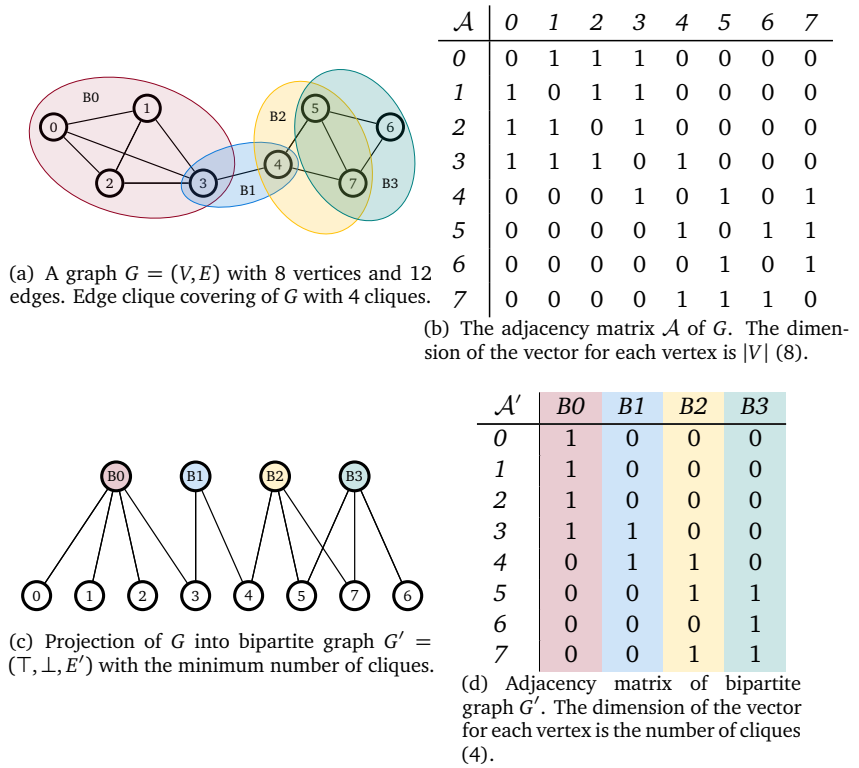 B0
1
0
2
3
B1
B2
4
5
6
7
B3
(a) A graph G = (V, E) with 8 vertices and 12
edges. Edge clique covering of G with 4 cliques.
𝒜 0 1 2 3 4 5 6 7
0 0 1 1 1 0 0 0 0
1 1 0 1 1 0 0 0 0
2 1 1 0 1 0 0 0 0
3 1 1 1 0 1 0 0 0
4 0 0 0 1 0 1 0 1
5 0 0 0 0 1 0 1 1
6 0 0 0 0 0 1 0 1
7 0 0 0 0 1 1 1 0
(b) The adjacency matrix 𝒜 of G. The dimen-
sion of the vector for each vertex is |V| (8).
B0 B1 B2 B3
0 1 2 3 4 5 7 6
(c) Projection of G into bipartite graph G′ =
(⊤, ⊥, E′) with the minimum number of cliques.
𝒜′ B0 B1 B2 B3
0 1 0 0 0
1 1 0 0 0
2 1 0 0 0
3 1 1 0 0
4 0 1 1 0
5 0 0 1 1
6 0 0 0 1
7 0 0 1 1
(d) Adjacency matrix of bipartite
graph G′. The dimension of the vector
for each vertex is the number of cliques
(4).